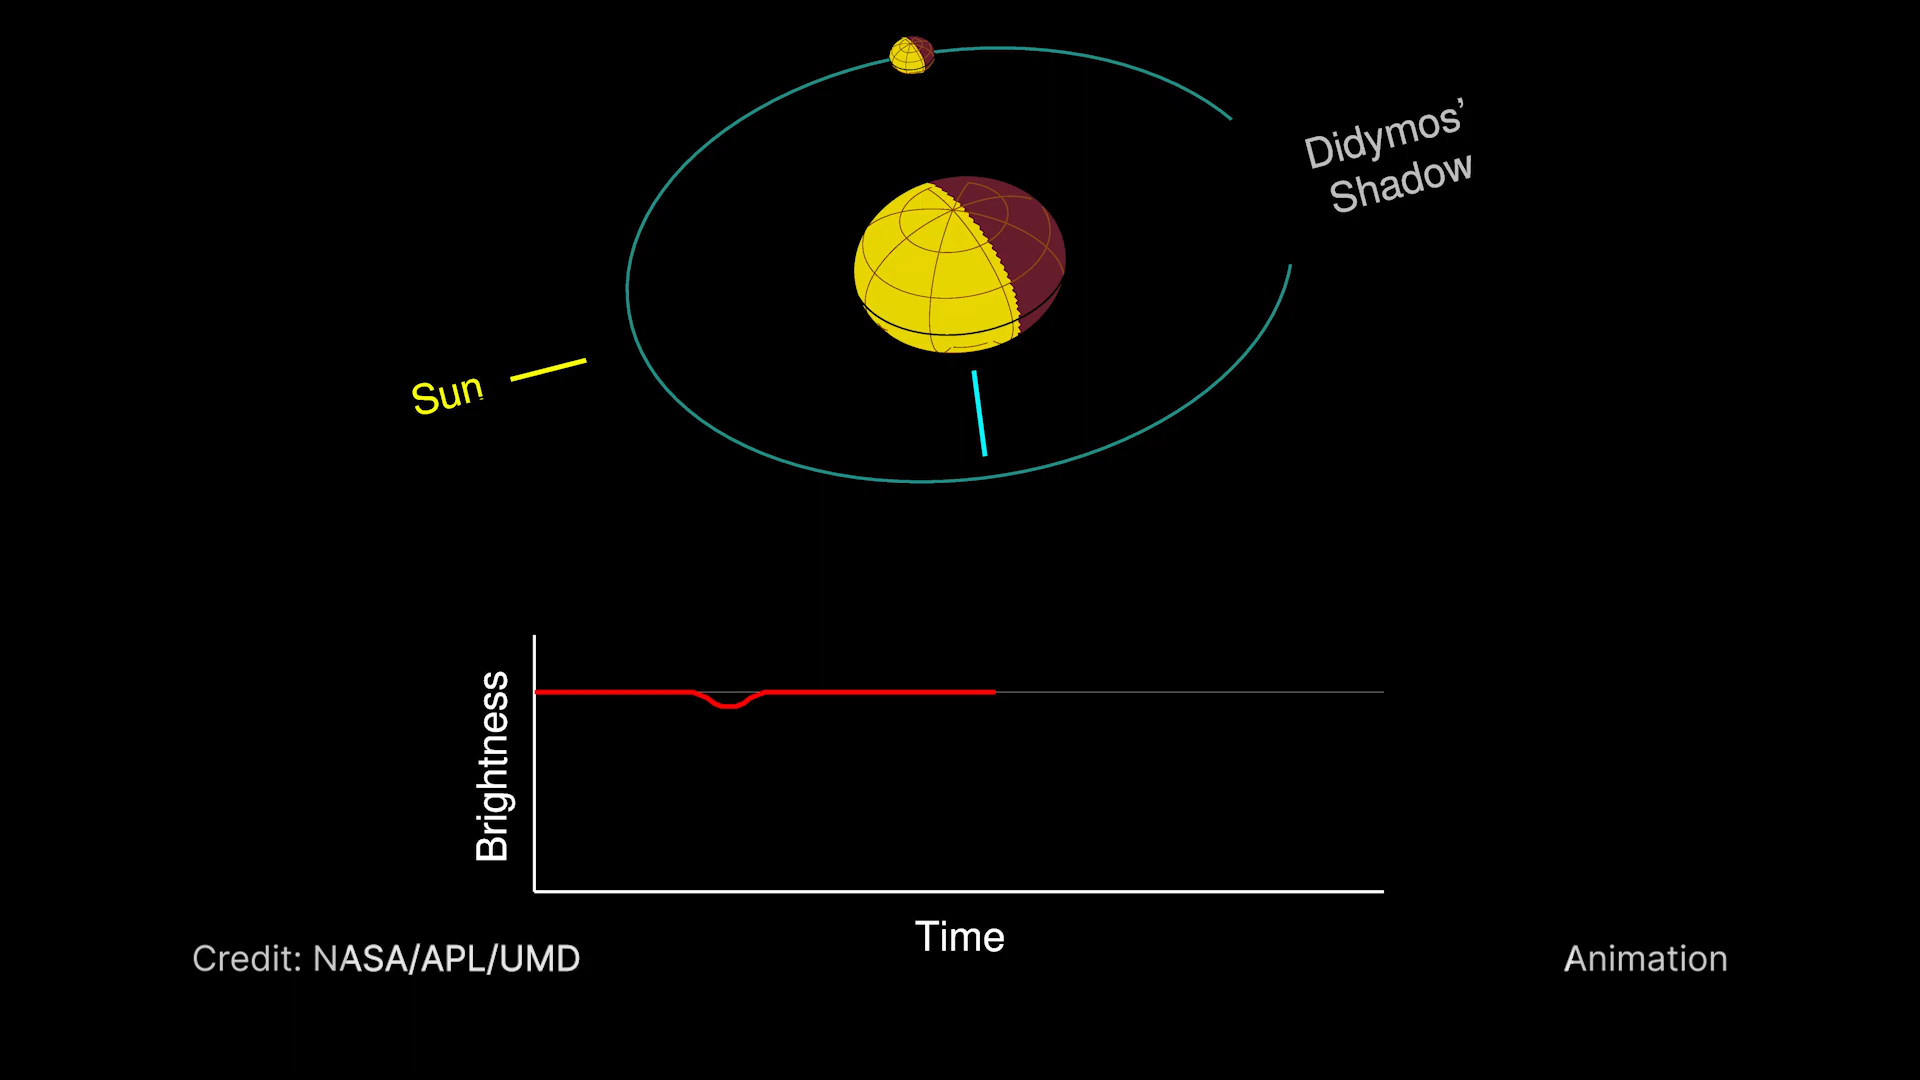 Didymos’
Shadow
Sun
Brightness
Time
Credit: NASA/APL/UMD
Animation